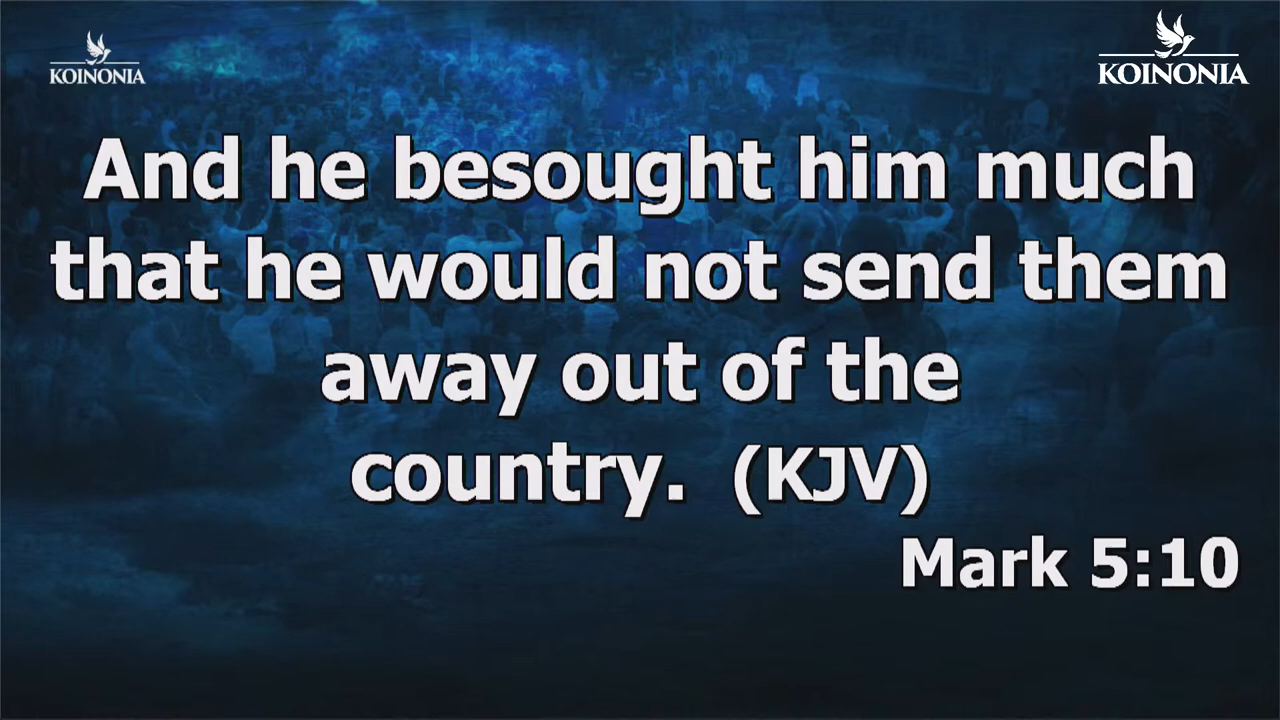 KOINONIA
KOINONIA
And he besought him much
that he would not send them
away out of the
country. (KJV)
Mark 5:10